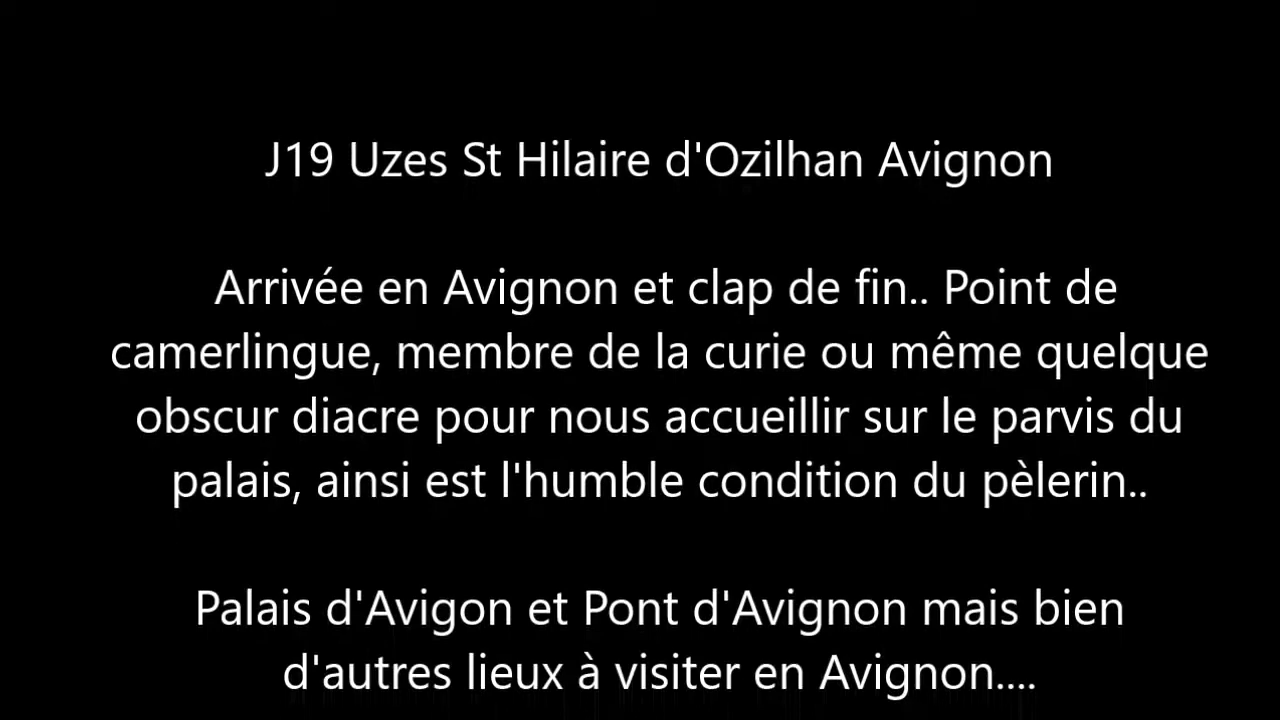 J19 Uzes St Hilaire d'Ozilhan Avignon
Arrivée en Avignon et clap de fin.. Point de
camerlingue, membre de la curie ou même quelque
obscur diacre pour nous accueillir sur le parvis du
palais, ainsi est l'humble condition du pèlerin..
Palais d'Avigon et Pont d'Avignon mais bien
d'autres lieux à visiter en Avignon....